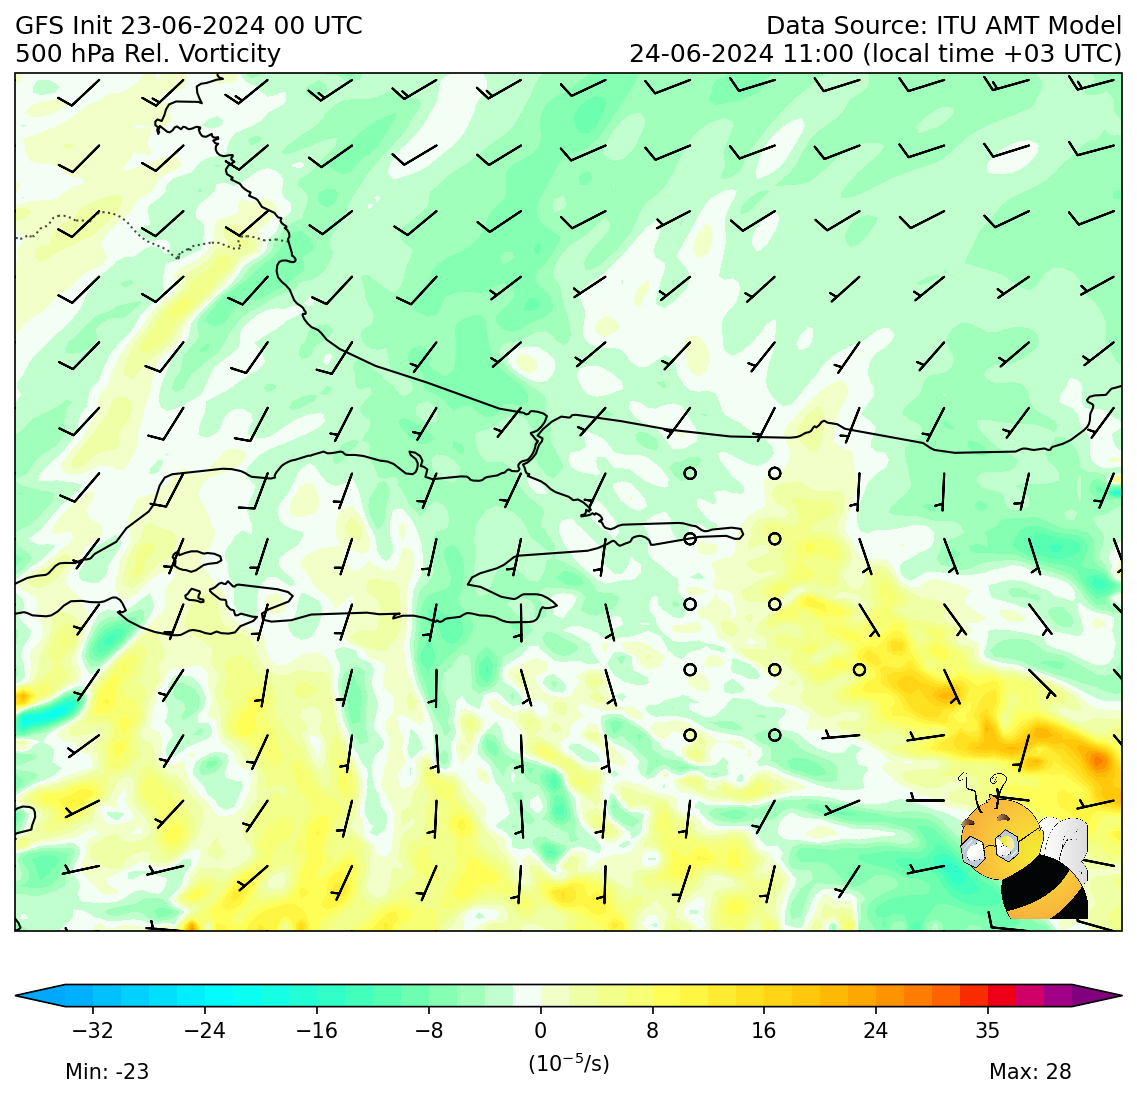 GFS Init 23-06-2024 00 UTC
Data Source: ITU AMT Model
500 hPa Rel. Vorticity
24-06-2024 11:00 (local time +03 UTC)
−32 −24 −16 −8 0 8 16 24 35
(10⁻⁵/s)
Min: -23
Max: 28